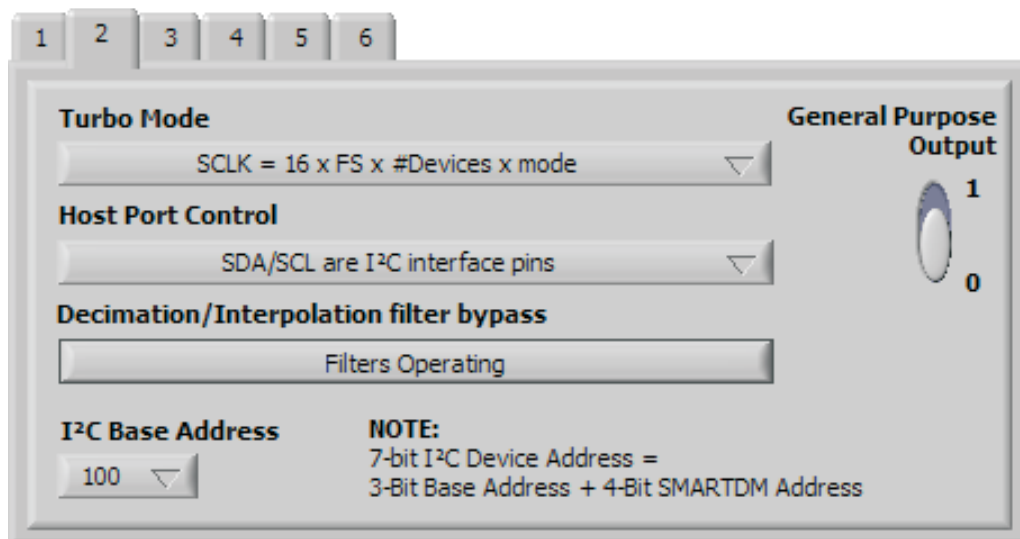 1 2 3 4 5 6
Turbo Mode
SCLK = 16 x FS x #Devices x mode
Host Port Control
SDA/SCL are I²C interface pins
Decimation/Interpolation filter bypass
Filters Operating
I²C Base Address
100
NOTE:
7-bit I²C Device Address =
3-Bit Base Address + 4-Bit SMARTDM Address
General Purpose
Output
1
0